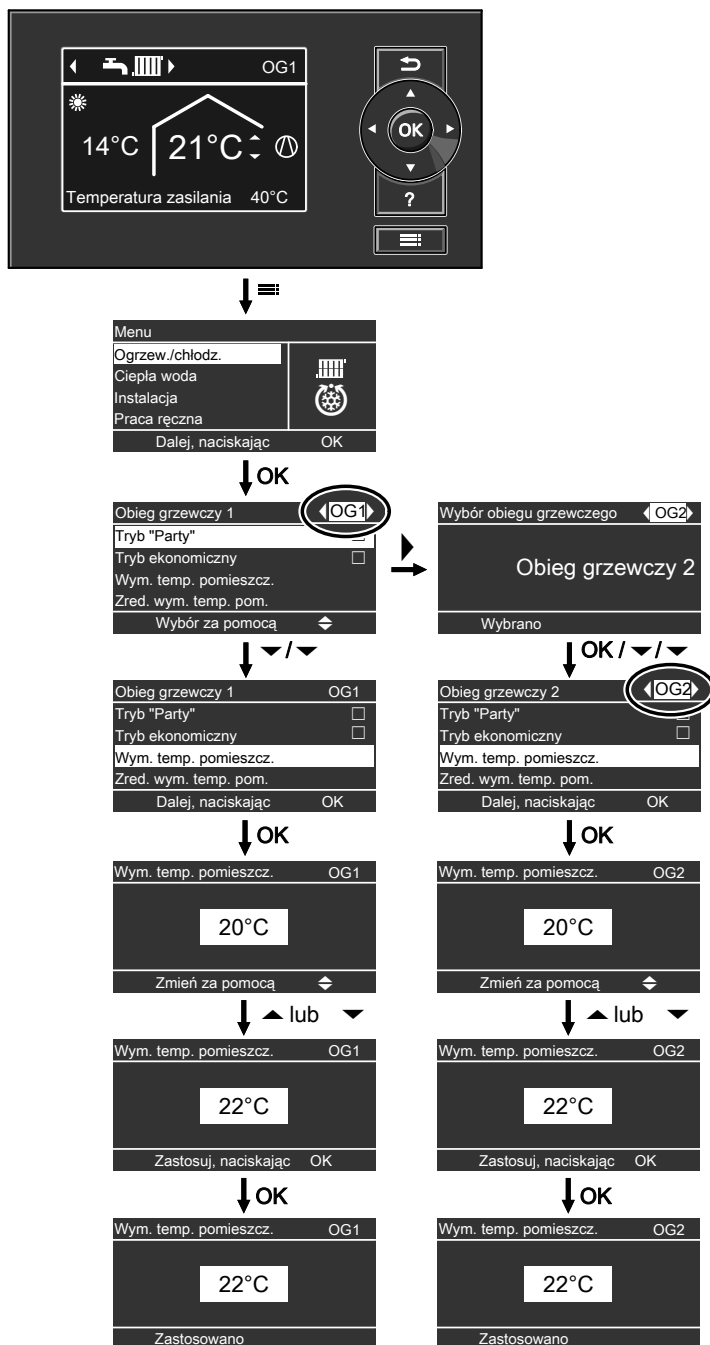 OG1
14°C 21°C
Temperatura zasilania 40°C
OK
?
Menu
Ogrzew./chłodz.
Ciepła woda
Instalacja
Praca ręczna
Dalej, naciskając OK
OK
Obieg grzewczy 1 OG1
Tryb "Party"
Tryb ekonomiczny
Wym. temp. pomieszcz.
Zred. wym. temp. pom.
Wybór za pomocą
Wybór obiegu grzewczego OG2
Obieg grzewczy 2
Wybrano
/
OK / /
Obieg grzewczy 1 OG1
Tryb "Party"
Tryb ekonomiczny
Wym. temp. pomieszcz.
Zred. wym. temp. pom.
Dalej, naciskając OK
Obieg grzewczy 2 OG2
Tryb "Party"
Tryb ekonomiczny
Wym. temp. pomieszcz.
Zred. wym. temp. pom.
Dalej, naciskając OK
OK
OK
Wym. temp. pomieszcz. OG1
20°C
Zmień za pomocą
Wym. temp. pomieszcz. OG2
20°C
Zmień za pomocą
lub
lub
Wym. temp. pomieszcz. OG1
22°C
Zastosuj, naciskając OK
Wym. temp. pomieszcz. OG2
22°C
Zastosuj, naciskając OK
OK
OK
Wym. temp. pomieszcz. OG1
22°C
Zastosowano
Wym. temp. pomieszcz. OG2
22°C
Zastosowano